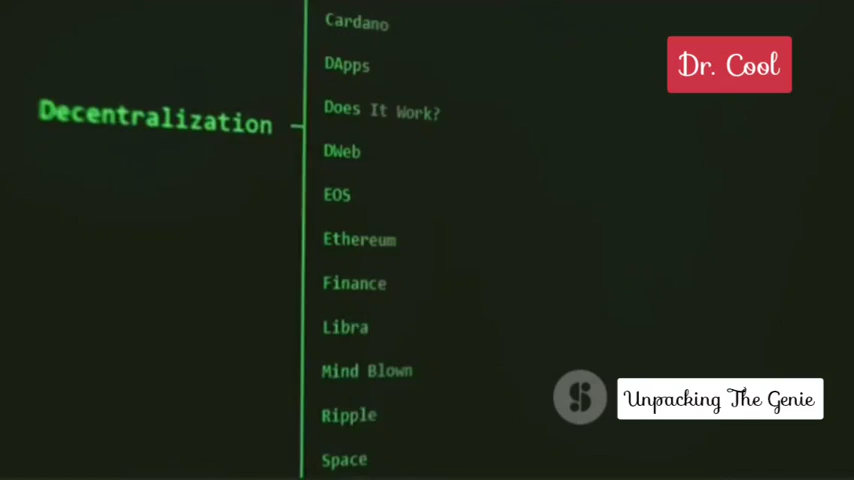 Decentralization
Cardano
DApps
Does It Work?
DWeb
EOS
Ethereum
Finance
Libra
Mind Blown
Ripple
Space
Dr. Cool
Unpacking The Genie